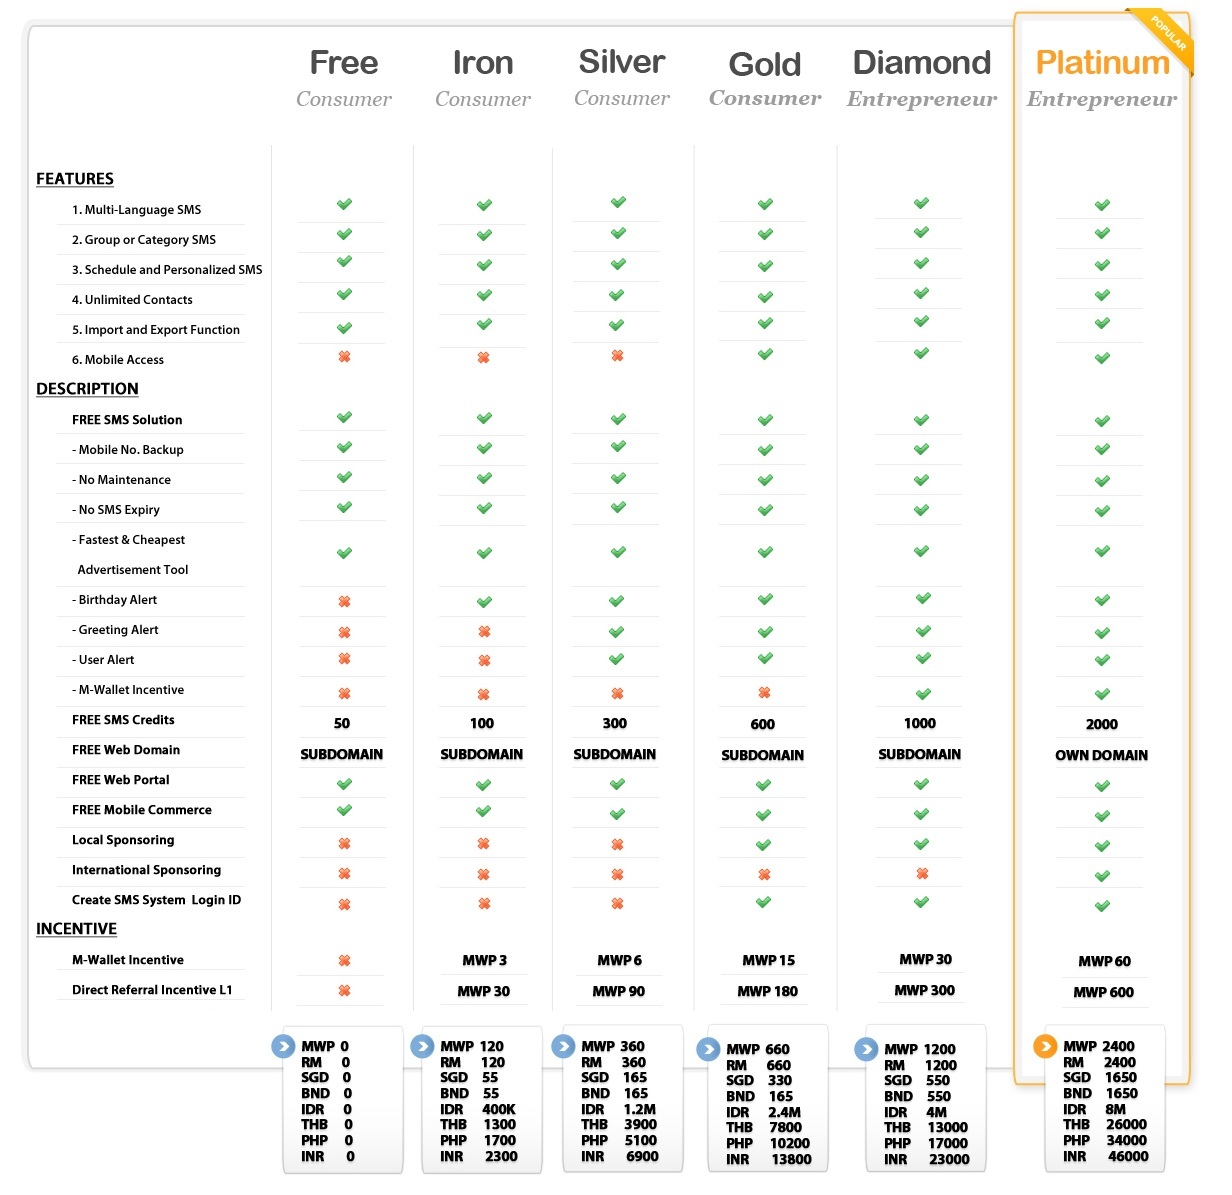 POPULAR
Free Iron Silver Gold Diamond Platinum
Consumer Consumer Consumer Consumer Entrepreneur Entrepreneur
FEATURES
1. Multi-Language SMS
2. Group or Category SMS
3. Schedule and Personalized SMS
4. Unlimited Contacts
5. Import and Export Function
6. Mobile Access
DESCRIPTION
FREE SMS Solution
- Mobile No. Backup
- No Maintenance
- No SMS Expiry
- Fastest & Cheapest
Advertisement Tool
- Birthday Alert
- Greeting Alert
- User Alert
- M-Wallet Incentive
FREE SMS Credits 50 100 300 600 1000 2000
FREE Web Domain SUBDOMAIN SUBDOMAIN SUBDOMAIN SUBDOMAIN SUBDOMAIN OWN DOMAIN
FREE Web Portal
FREE Mobile Commerce
Local Sponsoring
International Sponsoring
Create SMS System Login ID
INCENTIVE
M-Wallet Incentive MWP 3 MWP 6 MWP 15 MWP 30 MWP 60
Direct Referral Incentive L1 MWP 30 MWP 90 MWP 180 MWP 300 MWP 600
MWP 0 MWP 120 MWP 360 MWP 660 MWP 1200 MWP 2400
RM 0 RM 120 RM 360 RM 660 RM 1200 RM 2400
SGD 0 SGD 55 SGD 165 SGD 330 SGD 550 SGD 1650
BND 0 BND 55 BND 165 BND 165 BND 550 BND 1650
IDR 0 IDR 400K IDR 1.2M IDR 2.4M IDR 4M IDR 8M
THB 0 THB 1300 THB 3900 THB 7800 THB 13000 THB 26000
PHP 0 PHP 1700 PHP 5100 PHP 10200 PHP 17000 PHP 34000
INR 0 INR 2300 INR 6900 INR 13800 INR 23000 INR 46000